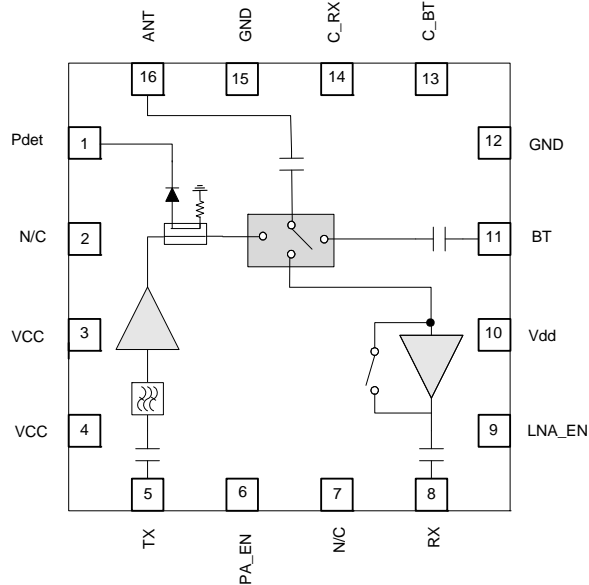 ANT
GND
C_RX
C_BT
16
15
14
13
Pdet
1
12
GND
N/C
2
11
BT
VCC
3
10
Vdd
VCC
4
9
LNA_EN
5
6
7
8
TX
PA_EN
N/C
RX